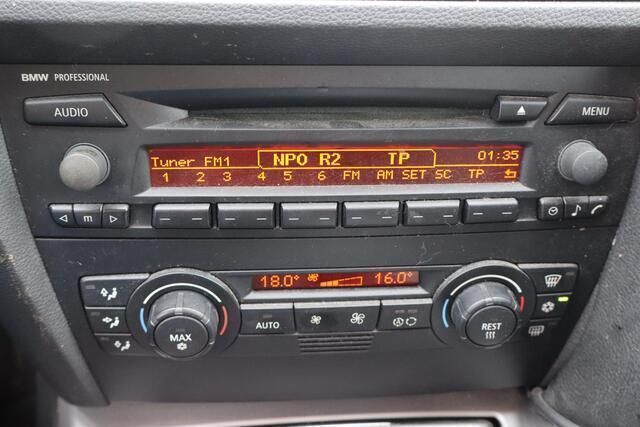 BMW PROFESSIONAL
AUDIO
MENU
Tuner FM1 NPO R2 TP 01:35
1 2 3 4 5 6 FM AM SET SC TP
m
18.0° 16.0°
AUTO
MAX
REST